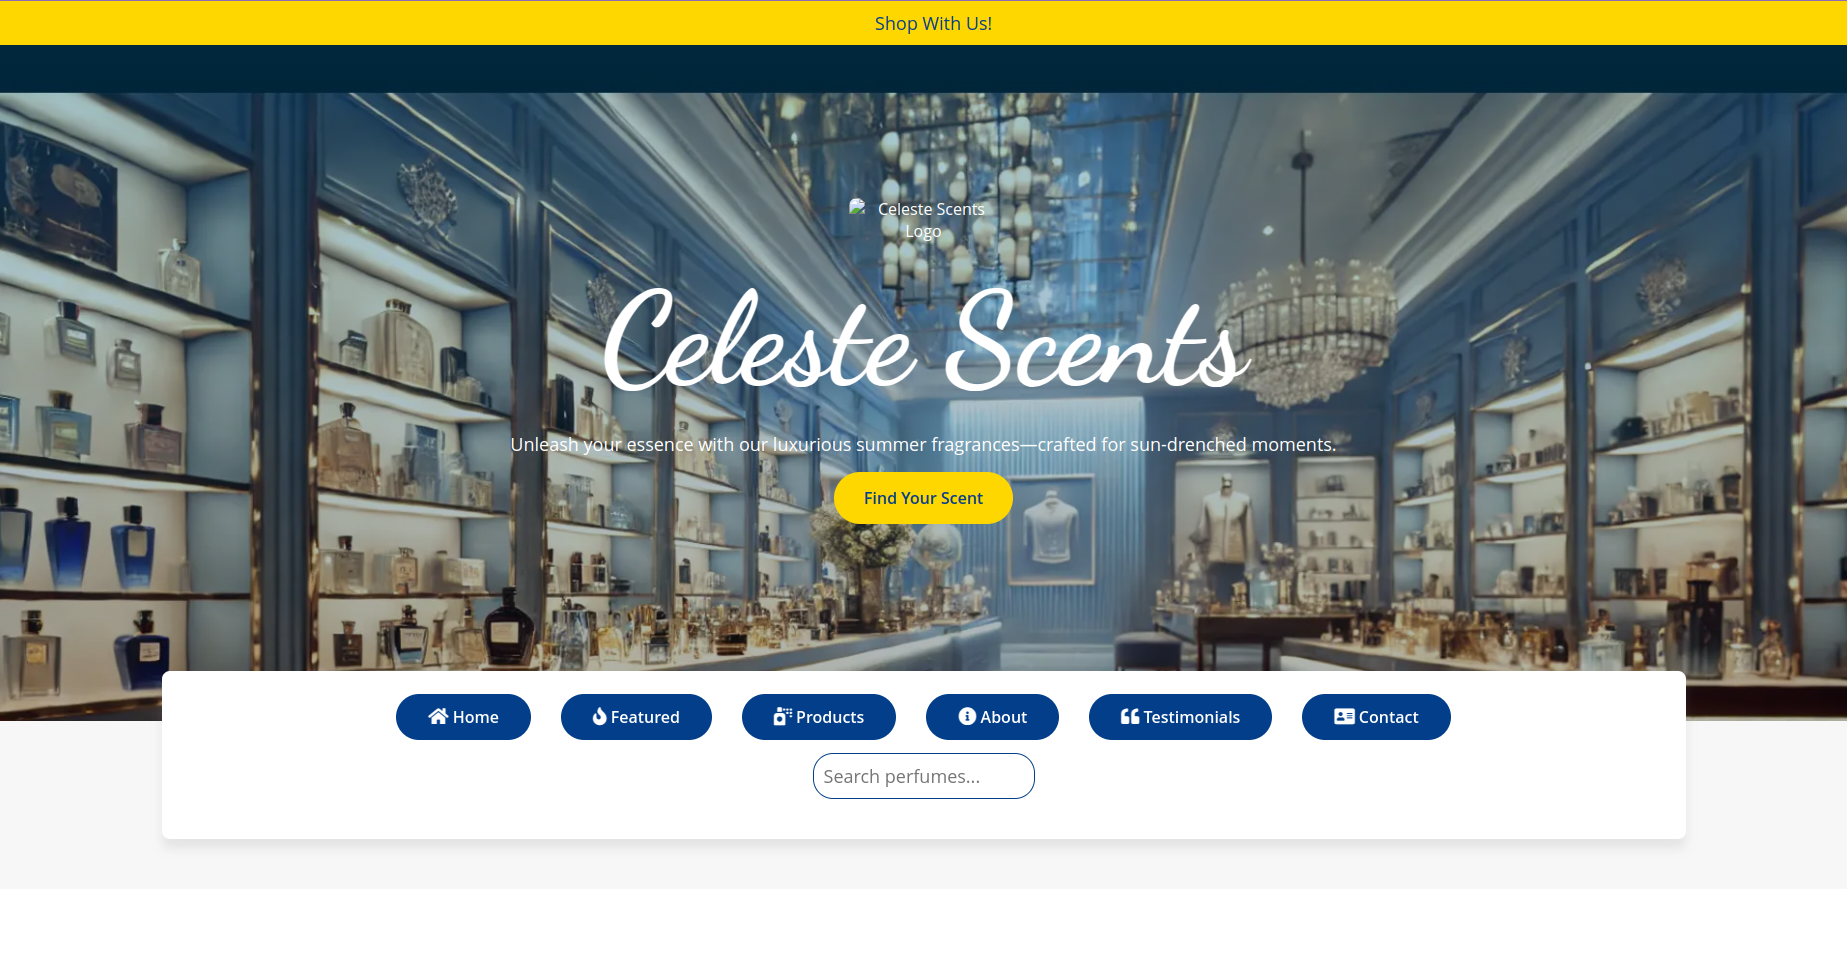 Shop With Us!
Celeste Scents
Logo
Celeste Scents
Unleash your essence with our luxurious summer fragrances—crafted for sun-drenched moments.
Find Your Scent
Home
Featured
Products
About
Testimonials
Contact
Search perfumes...